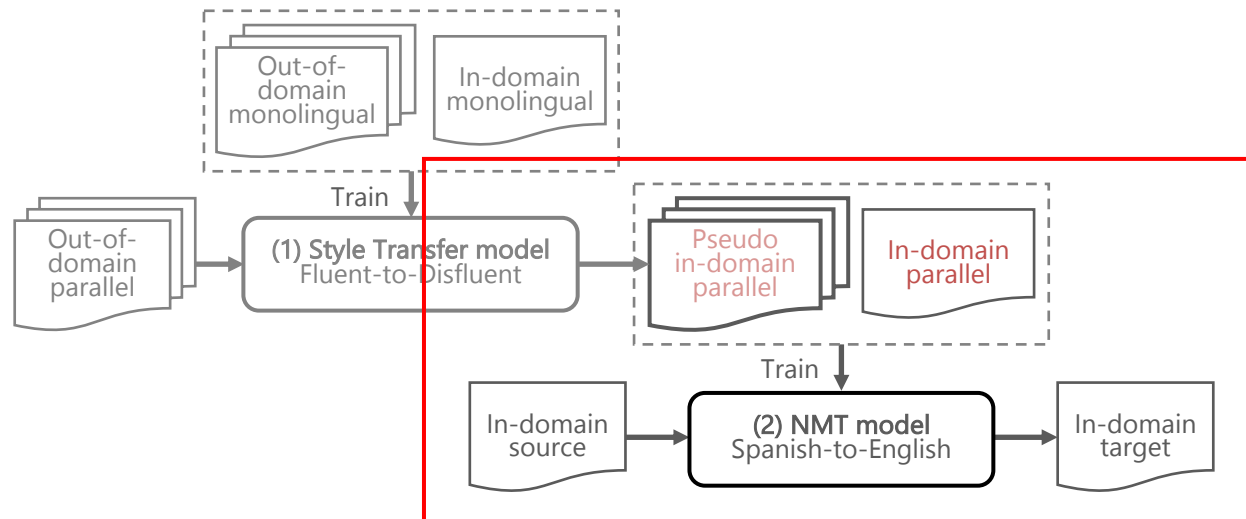 Out-of-
domain
monolingual
In-domain
monolingual
Train
Out-of-
domain
parallel
(1) Style Transfer model
Fluent-to-Disfluent
Pseudo
in-domain
parallel
In-domain
parallel
Train
In-domain
source
(2) NMT model
Spanish-to-English
In-domain
target